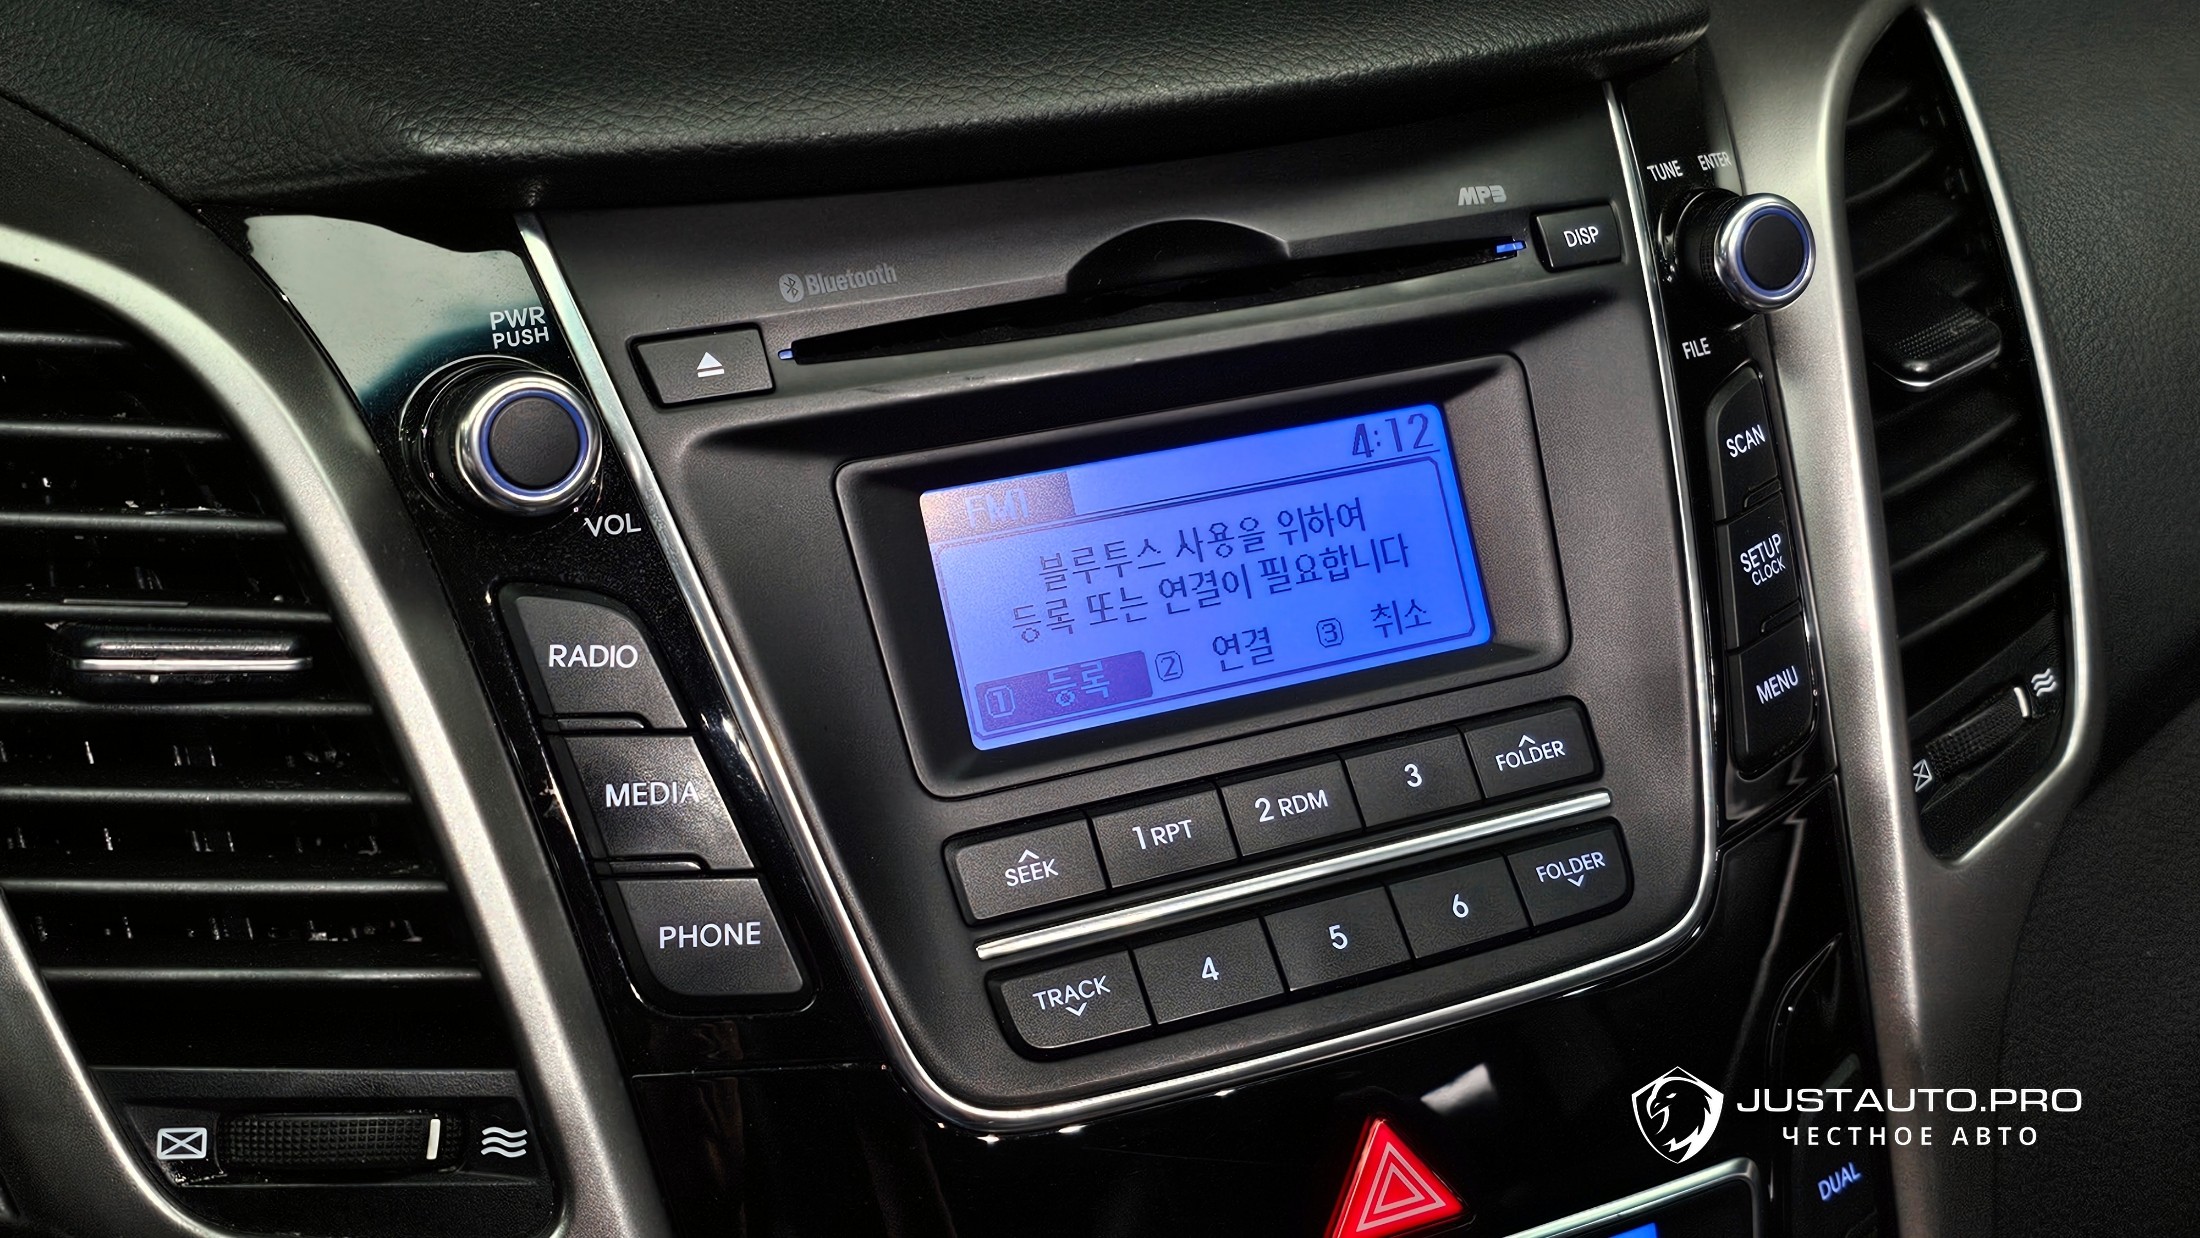 TUNE ENTER
MP3
DISP
Bluetooth
PWR
PUSH
VOL
FILE
4:12
FM1
블루투스 사용을 위하여
등록 또는 연결이 필요합니다
1 등록 2 연결 3 취소
RADIO
MEDIA
PHONE
SCAN
SETUP
CLOCK
MENU
SEEK
1 RPT
2 RDM
3
FOLDER
TRACK
4
5
6
FOLDER
JUSTAUTO.PRO
ЧЕСТНОЕ АВТО
DUAL